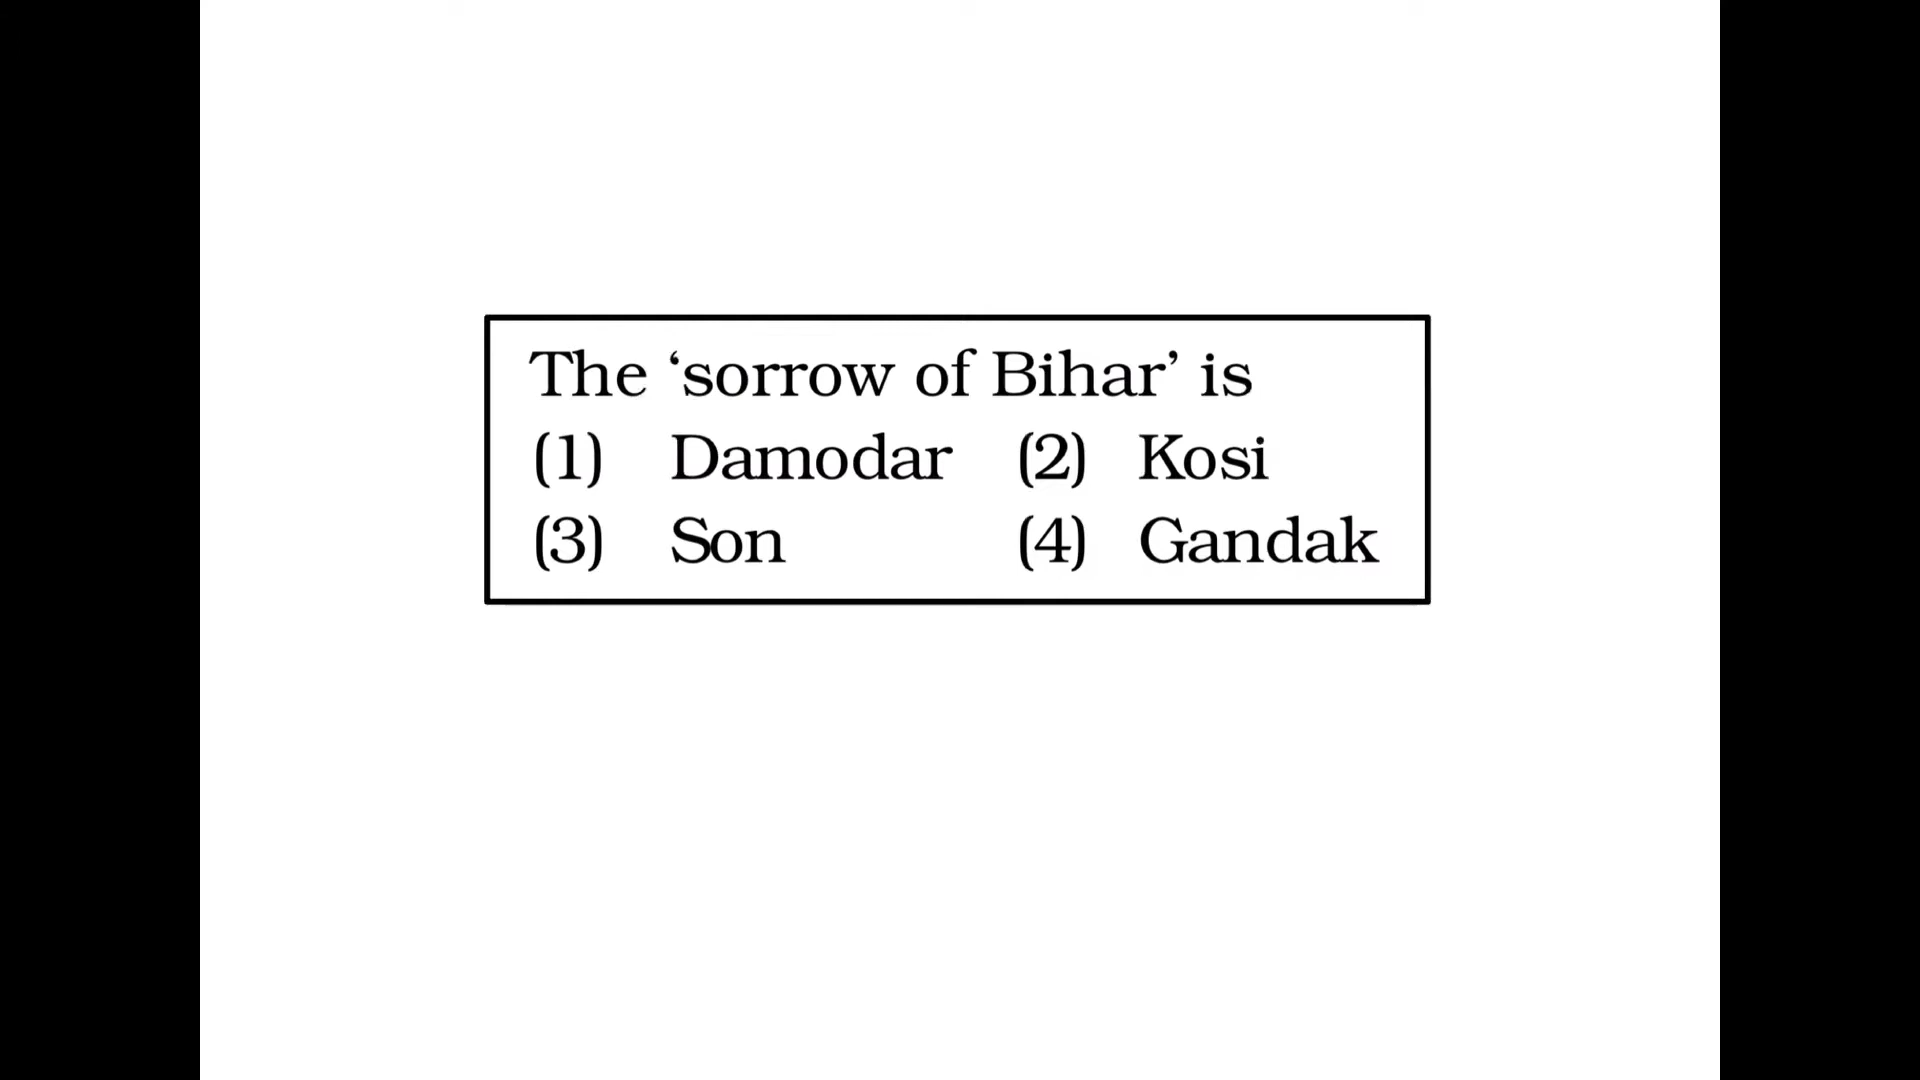 The ‘sorrow of Bihar’ is
(1) Damodar (2) Kosi
(3) Son (4) Gandak